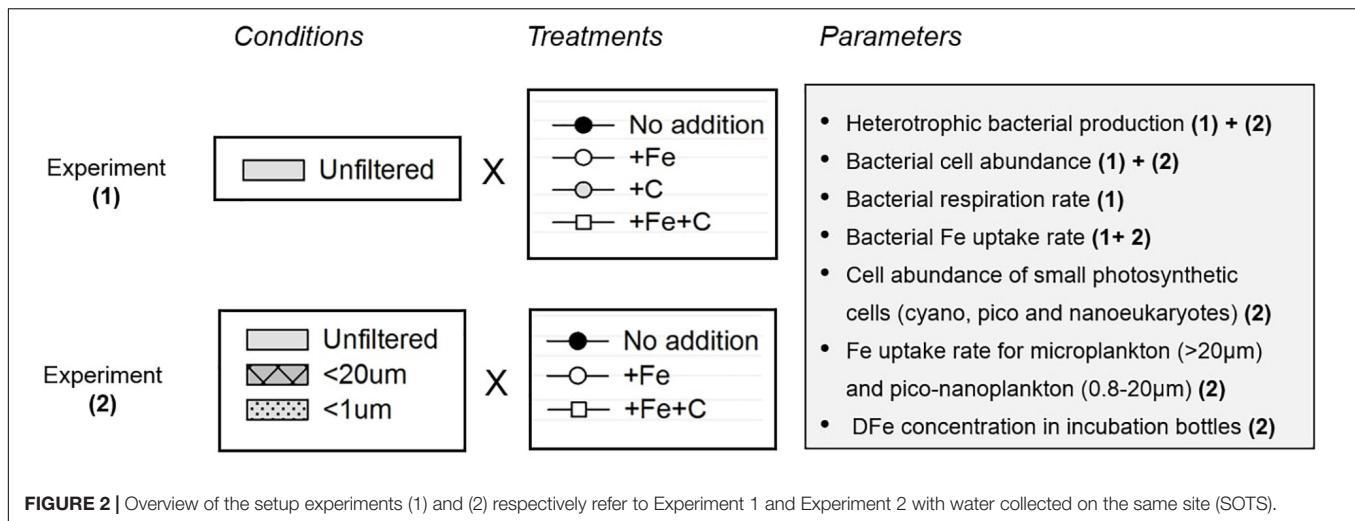 Conditions
Treatments
Parameters
Experiment
(1)
Unfiltered
X
No addition
+Fe
+C
+Fe+C
Experiment
(2)
Unfiltered
<20um
<1um
X
No addition
+Fe
+Fe+C
• Heterotrophic bacterial production (1) + (2)
• Bacterial cell abundance (1) + (2)
• Bacterial respiration rate (1)
• Bacterial Fe uptake rate (1+ 2)
• Cell abundance of small photosynthetic
cells (cyano, pico and nanoeukaryotes) (2)
• Fe uptake rate for microplankton (>20µm)
and pico-nanoplankton (0.8-20µm) (2)
• DFe concentration in incubation bottles (2)
FIGURE 2 | Overview of the setup experiments (1) and (2) respectively refer to Experiment 1 and Experiment 2 with water collected on the same site (SOTS).